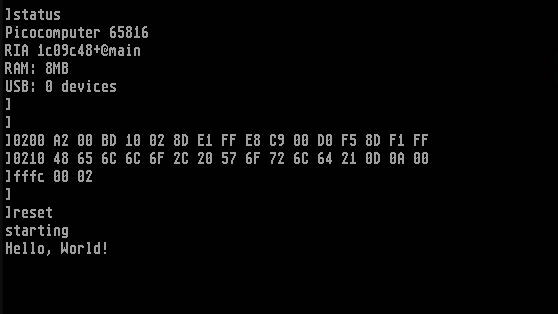 ]status
Picocomputer 65816
RIA 1c09c48+@main
RAM: 8MB
USB: 0 devices
]
]
]0200 A2 00 BD 10 02 8D E1 FF E8 C9 00 D0 F5 8D F1 FF
]0210 48 65 6C 6C 6F 2C 20 57 6F 72 6C 64 21 0D 0A 00
]fffc 00 02
]
]reset
starting
Hello, World!